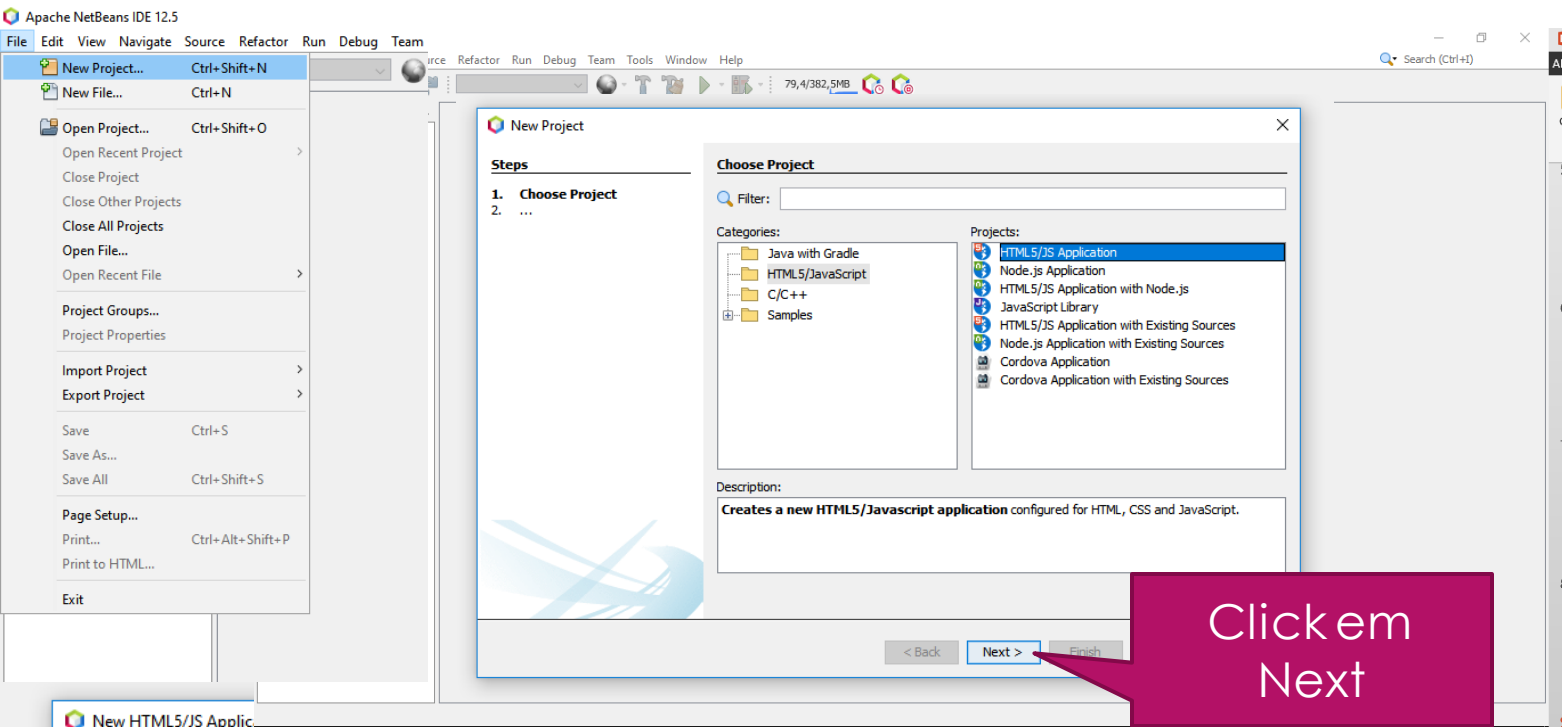 Apache NetBeans IDE 12.5
File Edit View Navigate Source Refactor Run Debug Team
New Project... Ctrl+Shift+N
New File... Ctrl+N
Open Project... Ctrl+Shift+O
Open Recent Project
Close Project
Close Other Projects
Close All Projects
Open File...
Open Recent File
Project Groups...
Project Properties
Import Project
Export Project
Save Ctrl+S
Save As...
Save All Ctrl+Shift+S
Page Setup...
Print... Ctrl+Alt+Shift+P
Print to HTML...
Exit
Refactor Run Debug Team Tools Window Help
Search (Ctrl+I)
79,4/382,5MB
New Project
Steps
1. Choose Project
2. ...
Choose Project
Filter:
Categories:
Java with Gradle
HTML5/JavaScript
C/C++
Samples
Projects:
HTML5/JS Application
Node.js Application
HTML5/JS Application with Node.js
JavaScript Library
HTML5/JS Application with Existing Sources
Node.js Application with Existing Sources
Cordova Application
Cordova Application with Existing Sources
Description:
Creates a new HTML5/Javascript application configured for HTML, CSS and JavaScript.
< Back Next > Finish
Click em
Next
New HTML5/JS Applic